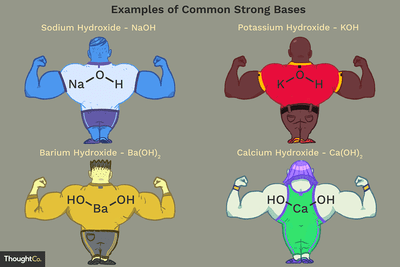 Examples of Common Strong Bases
Sodium Hydroxide - NaOH
Potassium Hydroxide - KOH
Na O H
K O H
Barium Hydroxide - Ba(OH)₂
Calcium Hydroxide - Ca(OH)₂
HO Ba OH
HO Ca OH
ThoughtCo.